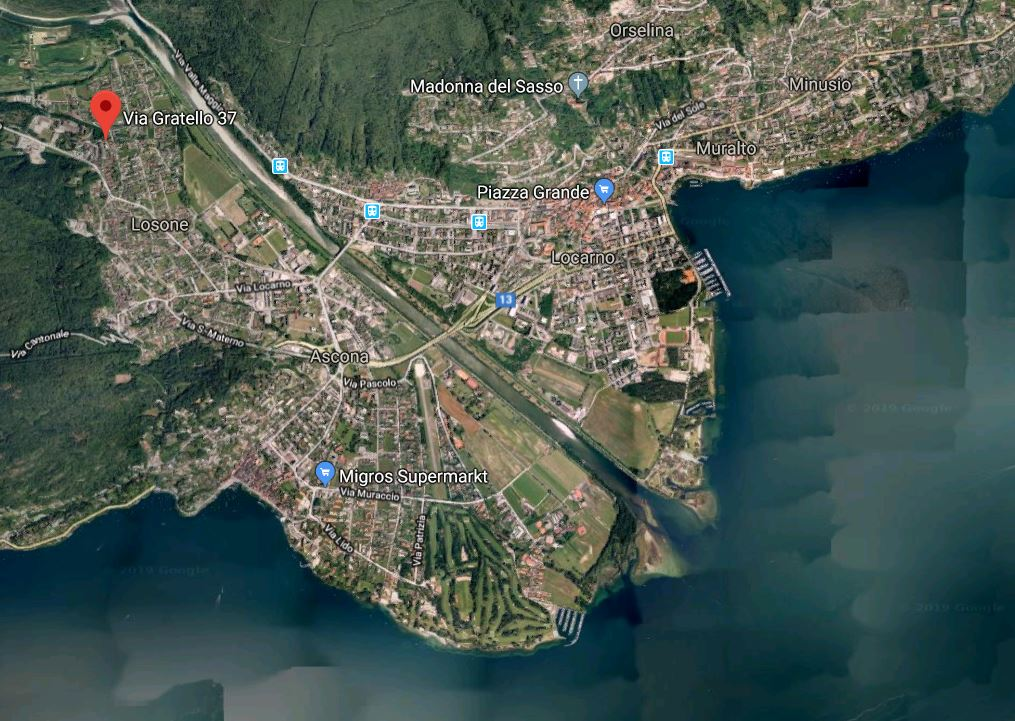 Orselina
Via Valle Maggia
Madonna del Sasso
Minusio
Via Gratello 37
Via del Sole
Muralto
Piazza Grande
Losone
Locarno
Via Locarno
13
Via S. Materno
Via Cantonale
Ascona
Via Pascolo
© 2019 Google
Migros Supermarkt
Via Muraccio
Via Patrizia
Via Lido
© 2019 Google
© 2019 Google